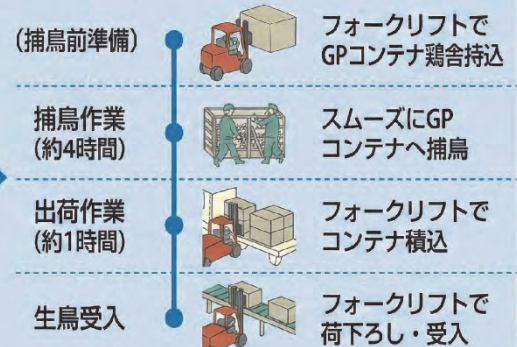 (捕鳥前準備)
フォークリフトで
GPコンテナ鶏舎持込
捕鳥作業
(約4時間)
スムーズにGP
コンテナへ捕鳥
出荷作業
(約1時間)
フォークリフトで
コンテナ積込
生鳥受入
フォークリフトで
荷下ろし・受入